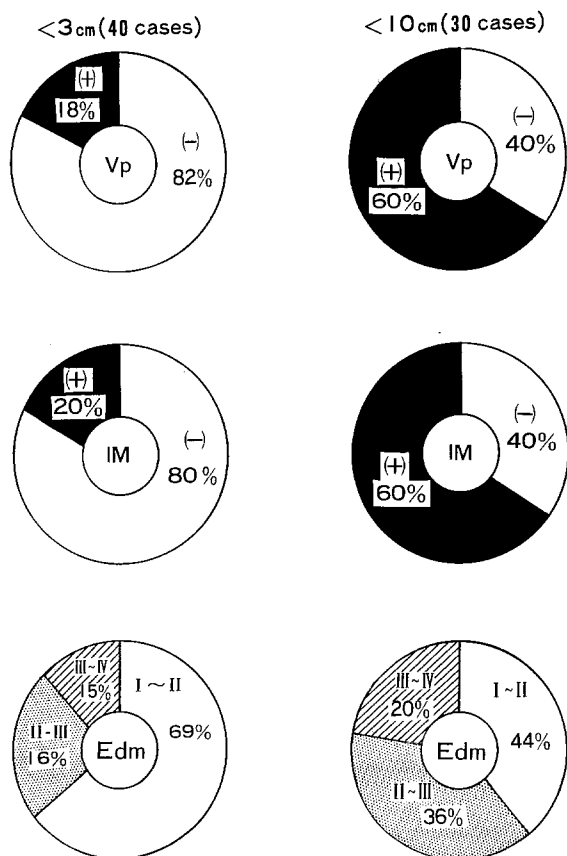 <3cm(40 cases)
<10cm(30 cases)
(+)
18%
(-)
82%
Vp
(-)
40%
(+)
60%
Vp
(+)
20%
(-)
80%
IM
(-)
40%
(+)
60%
IM
III~IV
15%
I~II
69%
II-III
16%
Edm
III~IV
20%
I~II
44%
II~III
36%
Edm